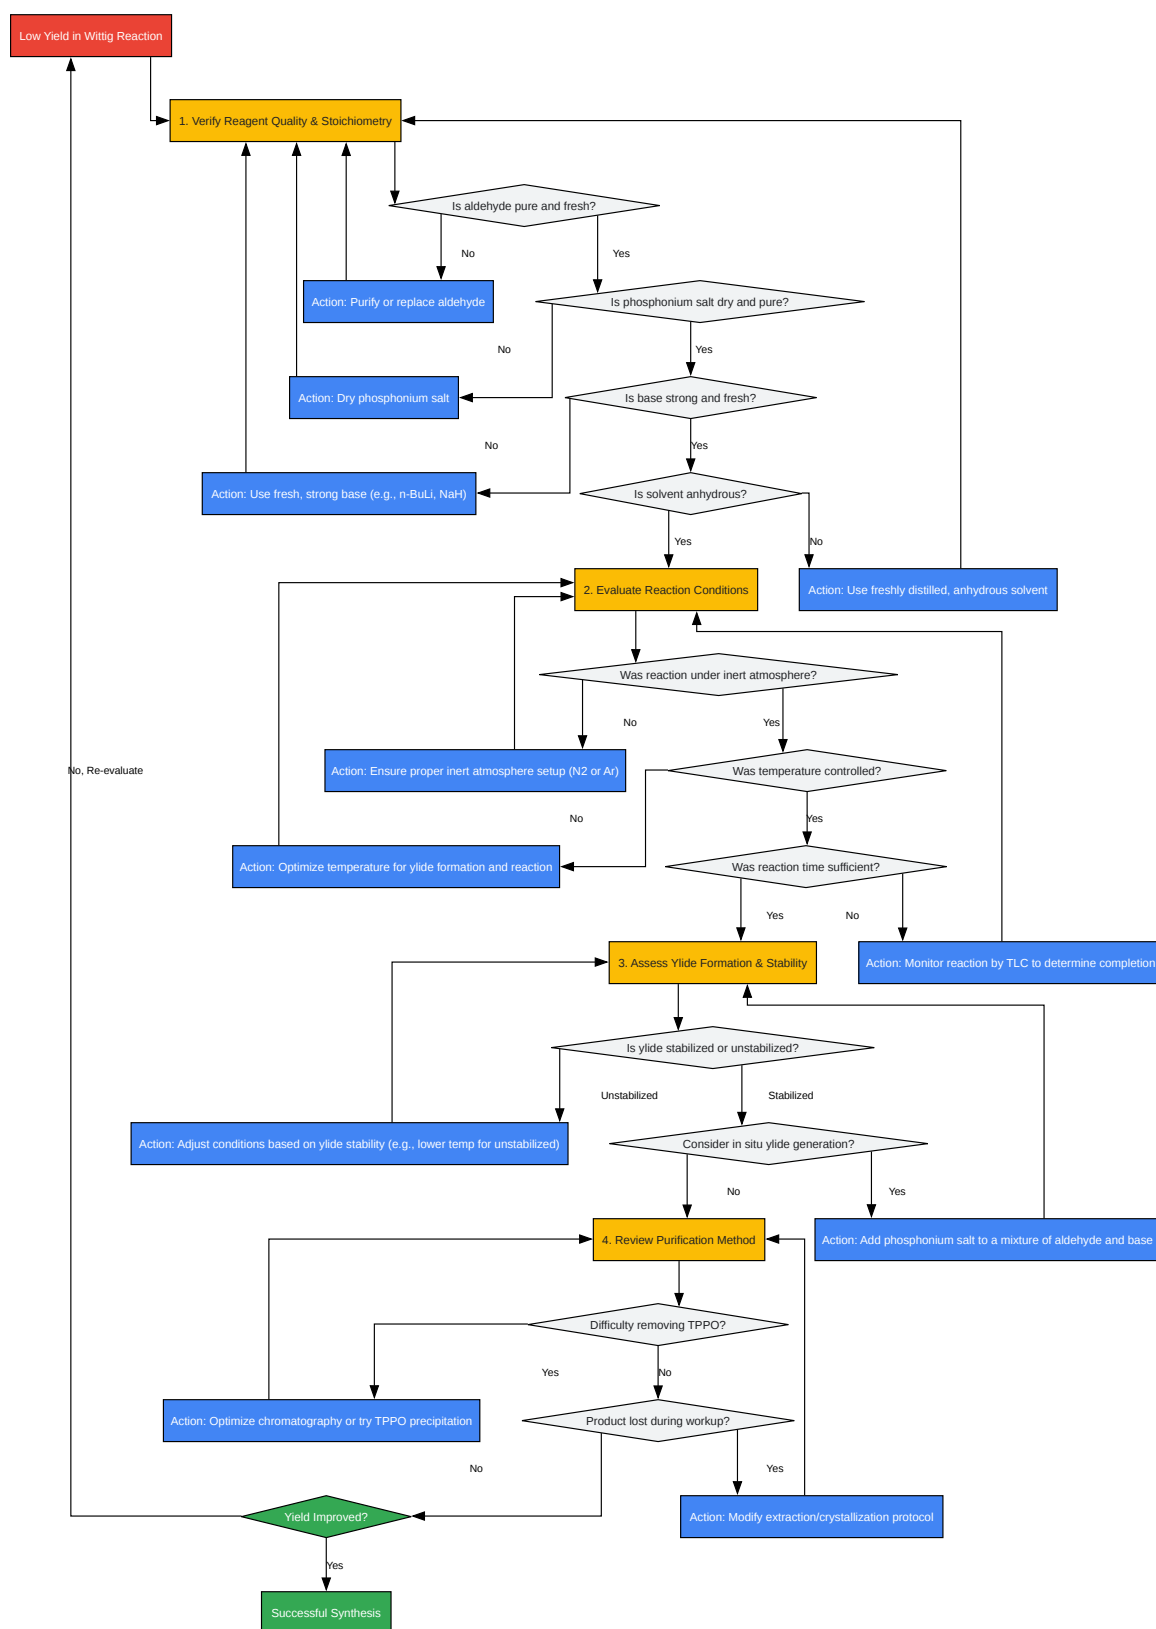 Low Yield in Wittig Reaction
1. Verify Reagent Quality & Stoichiometry
Is aldehyde pure and fresh?
No
Yes
Action: Purify or replace aldehyde
Is phosphonium salt dry and pure?
No
Yes
Action: Dry phosphonium salt
Is base strong and fresh?
No
Yes
Action: Use fresh, strong base (e.g., n-BuLi, NaH)
Is solvent anhydrous?
Yes
No
2. Evaluate Reaction Conditions
Action: Use freshly distilled, anhydrous solvent
Was reaction under inert atmosphere?
No
Yes
Action: Ensure proper inert atmosphere setup (N2 or Ar)
Was temperature controlled?
No, Re-evaluate
No
Yes
Action: Optimize temperature for ylide formation and reaction
Was reaction time sufficient?
Yes
No
3. Assess Ylide Formation & Stability
Action: Monitor reaction by TLC to determine completion
Is ylide stabilized or unstabilized?
Unstabilized
Stabilized
Action: Adjust conditions based on ylide stability (e.g., lower temp for unstabilized)
Consider in situ ylide generation?
No
Yes
4. Review Purification Method
Action: Add phosphonium salt to a mixture of aldehyde and base
Difficulty removing TPPO?
Yes
No
Action: Optimize chromatography or try TPPO precipitation
Product lost during workup?
No
Yes
Yield Improved?
Action: Modify extraction/crystallization protocol
Yes
Successful Synthesis